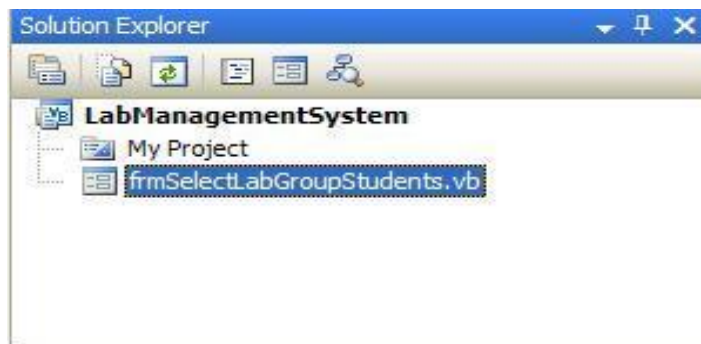 Solution Explorer
LabManagementSystem
My Project
frmSelectLabGroupStudents.vb